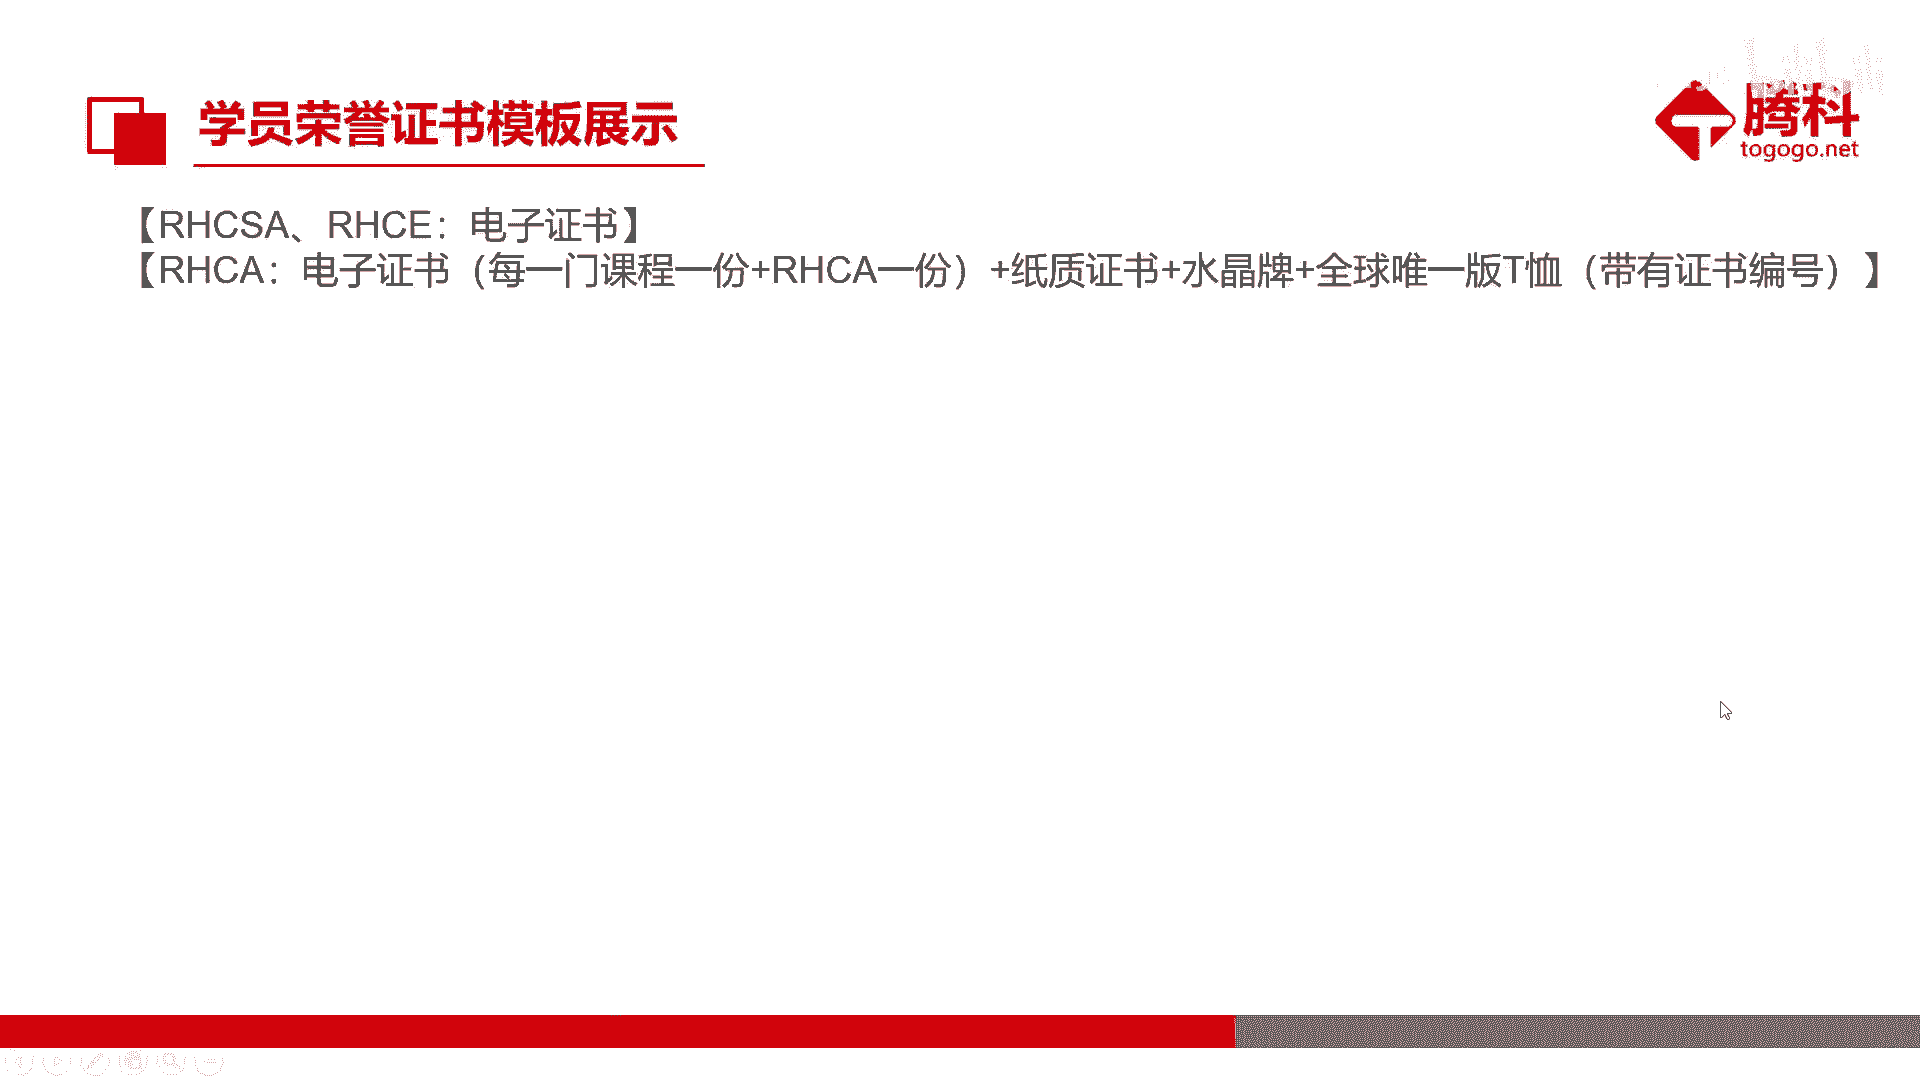 学员荣誉证书模板展示
腾科
togogo.net
【RHCSA、RHCE：电子证书】
【RHCA：电子证书（每一门课程一份+RHCA一份）+纸质证书+水晶牌+全球唯一版T恤（带有证书编号）】